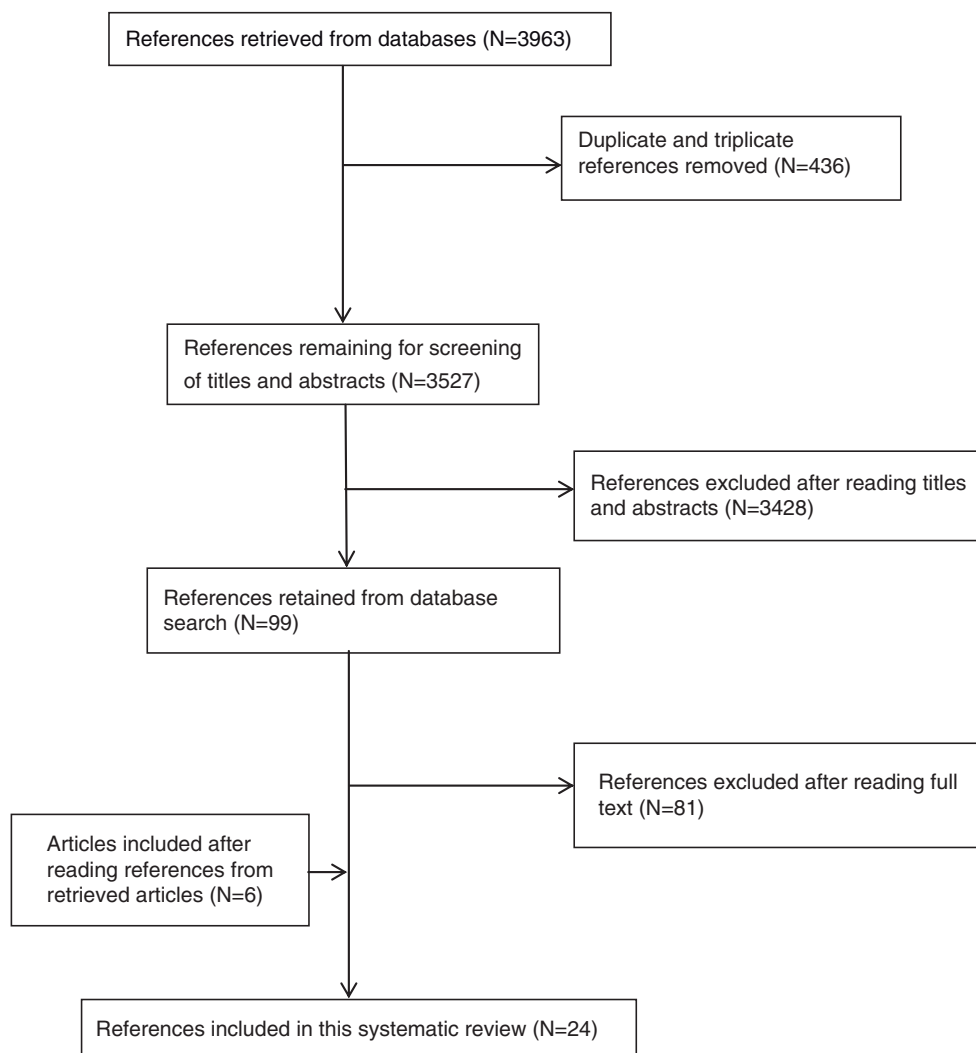 References retrieved from databases (N=3963)
Duplicate and triplicate
references removed (N=436)
References remaining for screening
of titles and abstracts (N=3527)
References excluded after reading titles
and abstracts (N=3428)
References retained from database
search (N=99)
References excluded after reading full
text (N=81)
Articles included after
reading references from
retrieved articles (N=6)
References included in this systematic review (N=24)